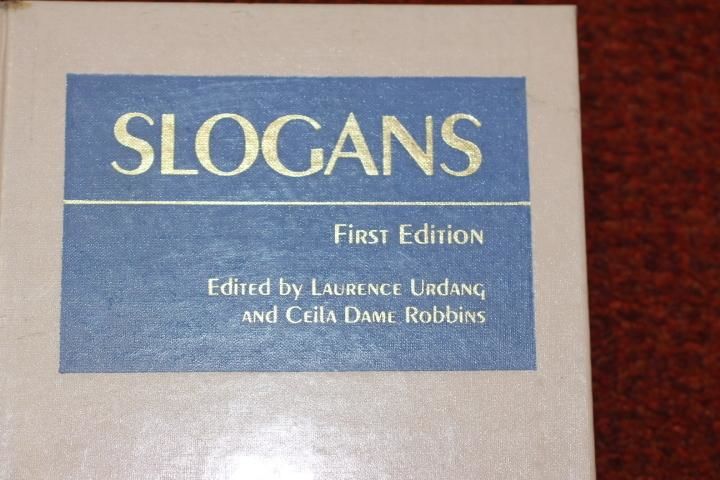 SLOGANS
FIRST EDITION
EDITED by LAURENCE URDANG
AND CEILA DAME ROBBINS